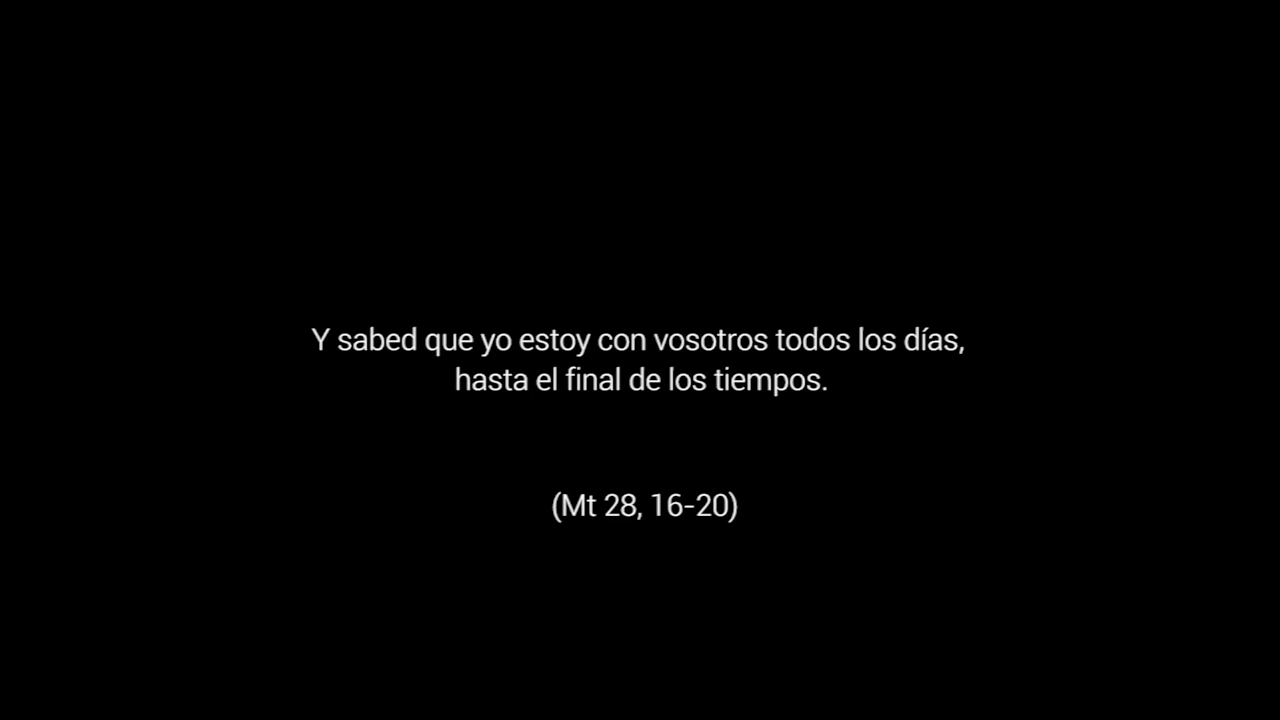 Y sabed que yo estoy con vosotros todos los días,
hasta el final de los tiempos.
(Mt 28, 16-20)